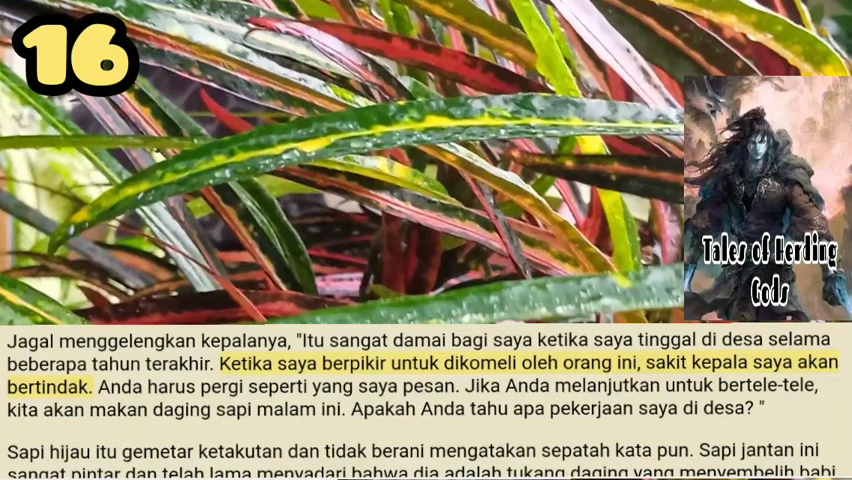 16
Tales of Herding
Gods
Jagal menggelengkan kepalanya, "Itu sangat damai bagi saya ketika saya tinggal di desa selama
beberapa tahun terakhir. Ketika saya berpikir untuk dikomeli oleh orang ini, sakit kepala saya akan
bertindak. Anda harus pergi seperti yang saya pesan. Jika Anda melanjutkan untuk bertele-tele,
kita akan makan daging sapi malam ini. Apakah Anda tahu apa pekerjaan saya di desa? "
Sapi hijau itu gemetar ketakutan dan tidak berani mengatakan sepatah kata pun. Sapi jantan ini
sangat pintar dan telah lama menyadari bahwa dia adalah tukang daging yang menyembelih babi